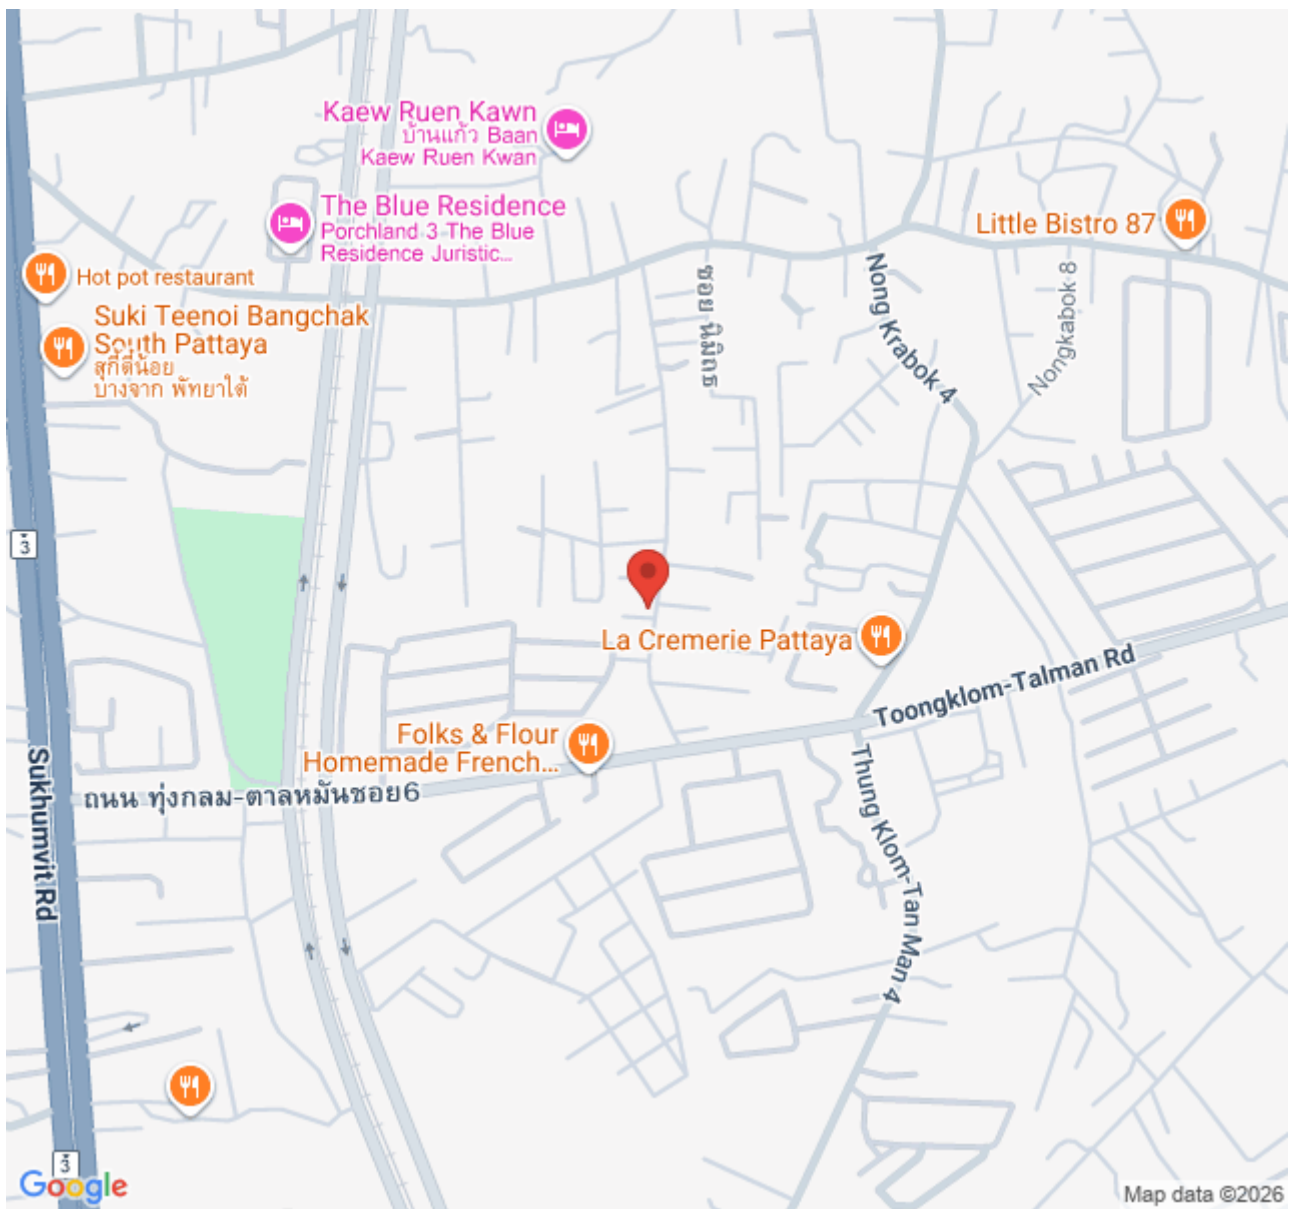 Kaew Ruen Kawn
บ้านแก้ว Baan
Kaew Ruen Kwan
The Blue Residence
Porchland 3 The Blue
Residence Juristic...
Little Bistro 87
Hot pot restaurant
Suki Teenoi Bangchak
South Pattaya
สุกี้ตี๋น้อย
บางจาก พัทยาใต้
ซอย นิมิตร
Nong Krabok 4
Nongkabok 8
3
La Cremerie Pattaya
Toongklom-Talman Rd
Folks & Flour
Homemade French...
ถนน ทุ่งกลม-ตาลหมันซอย6
Sukhumvit Rd
Thung Klom-Tan Man 4
3
Google
Map data ©2026